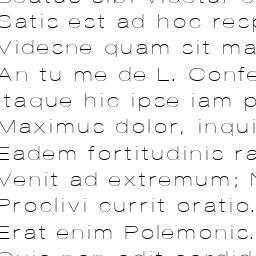 Satis est ad hoc resp
Videsne quam sit ma
An tu me de L. Confe
Itaque hic ipse iam p
Maximus dolor, inqui
Eadem fortitudinis ra
Venit ad extremum; N
Proclivi currit oratio.
Erat enim Polemonis.